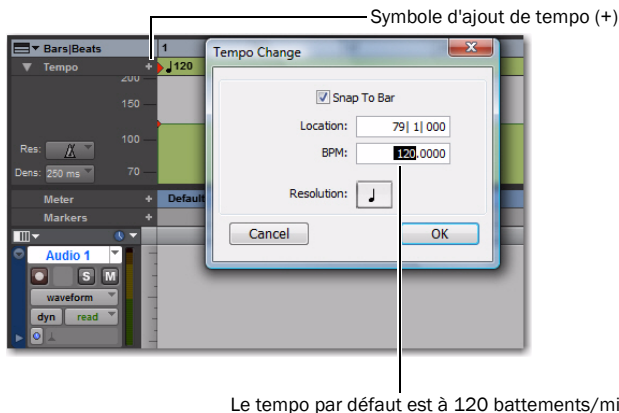 Symbole d'ajout de tempo (+)
Bars|Beats
1
Tempo +
120
200
150
100
70
Res:
Dens: 250 ms
Meter +
Default
Markers +
Audio 1
S M
waveform
dyn read
Tempo Change
Snap To Bar
Location: 79| 1| 000
BPM: 120.0000
Resolution:
Cancel OK
Le tempo par défaut est à 120 battements/mi